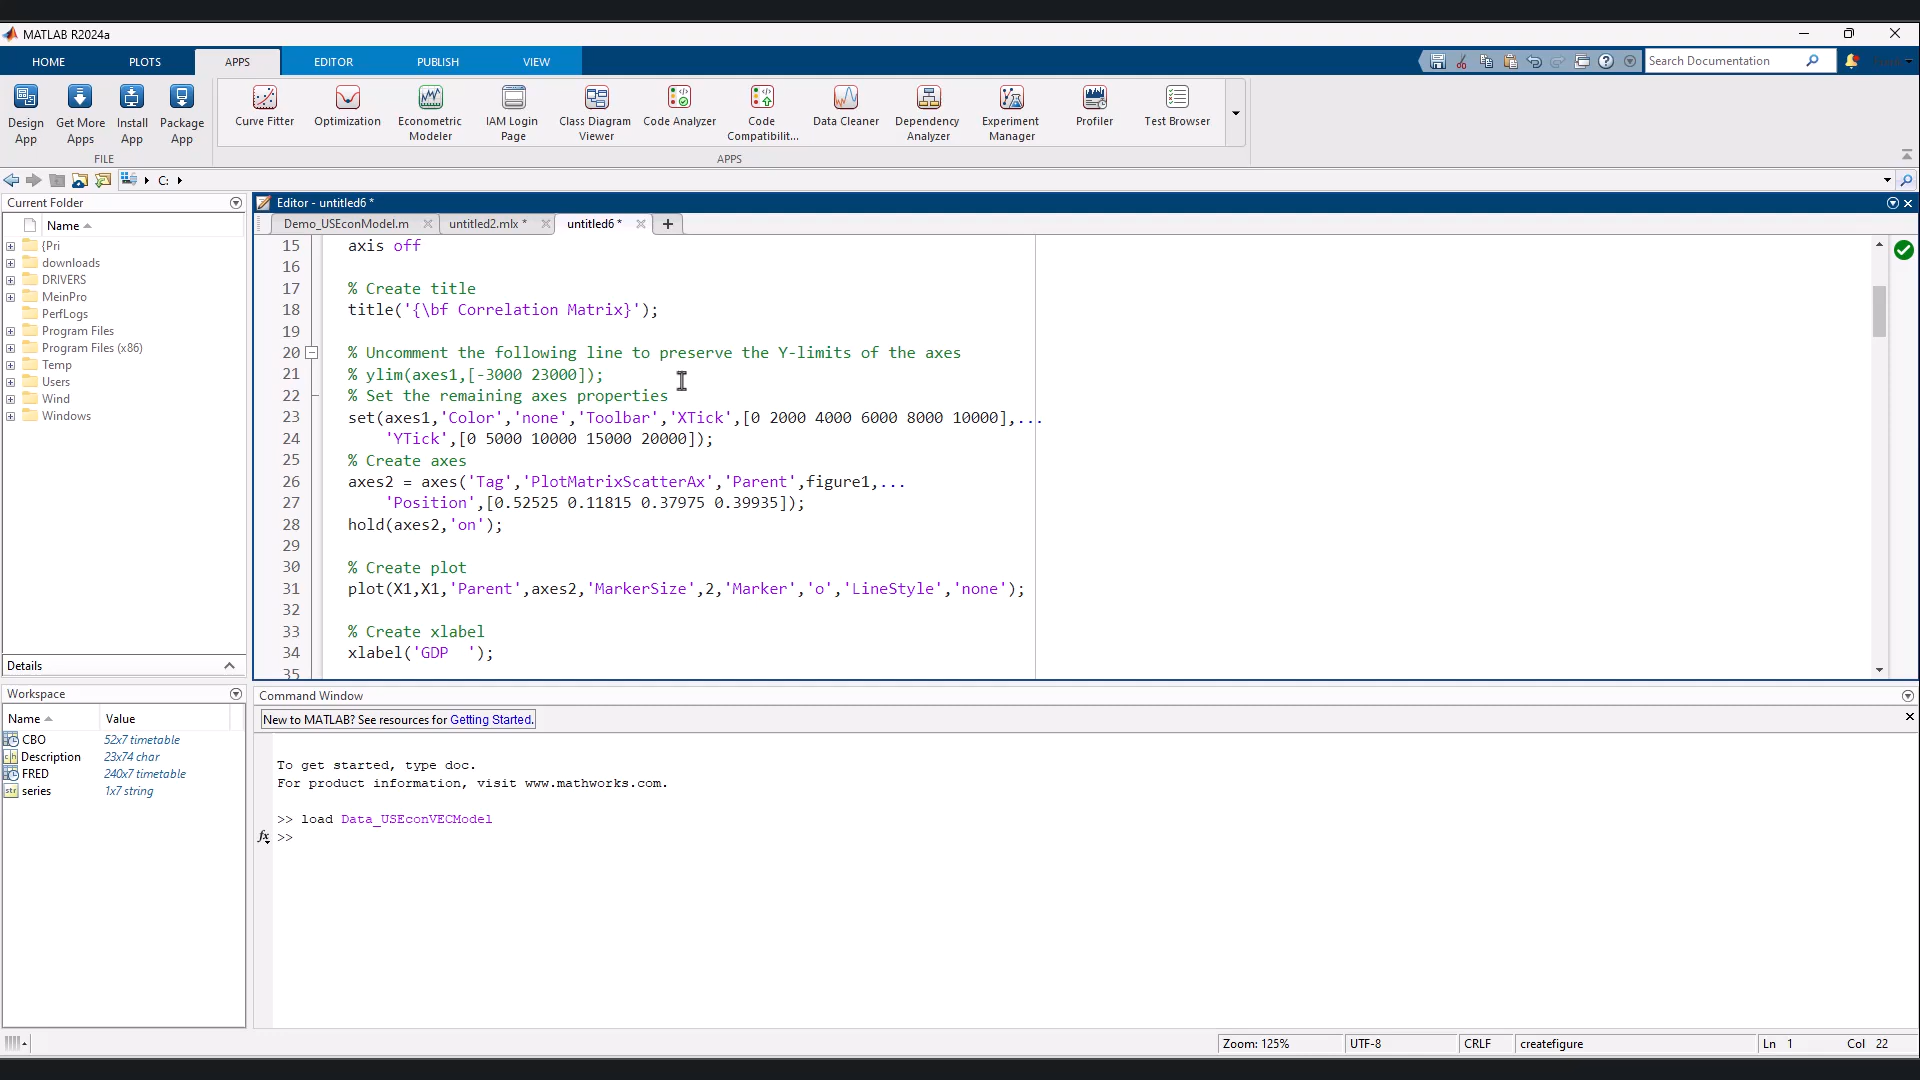 MATLAB R2024a
HOME PLOTS APPS EDITOR PUBLISH VIEW
Search Documentation
Design App
Get More Apps
Install App
Package App
Curve Fitter
Optimization
Econometric Modeler
IAM Login Page
Class Diagram Viewer
Code Analyzer
Code Compatibilit...
Data Cleaner
Dependency Analyzer
Experiment Manager
Profiler
Test Browser
FILE
APPS
C:
Current Folder
Name
{Pri
downloads
DRIVERS
MeinPro
PerfLogs
Program Files
Program Files (x86)
Temp
Users
Wind
Windows
Details
Workspace
Name Value
CBO 52x7 timetable
Description 23x74 char
FRED 240x7 timetable
series 1x7 string
Editor - untitled6 *
Demo_USEconModel.m untitled2.mlx * untitled6 * +
15 axis off
16
17 % Create title
18 title('{\bf Correlation Matrix}');
19
20 % Uncomment the following line to preserve the Y-limits of the axes
21 % ylim(axes1,[-3000 23000]);
22 % Set the remaining axes properties
23 set(axes1,'Color','none','Toolbar','XTick',[0 2000 4000 6000 8000 10000],...
24 'YTick',[0 5000 10000 15000 20000]);
25 % Create axes
26 axes2 = axes('Tag','PlotMatrixScatterAx','Parent',figure1,...
27 'Position',[0.52525 0.11815 0.37975 0.39935]);
28 hold(axes2,'on');
29
30 % Create plot
31 plot(X1,X1,'Parent',axes2,'MarkerSize',2,'Marker','o','LineStyle','none');
32
33 % Create xlabel
34 xlabel('GDP  ');
35
Command Window
New to MATLAB? See resources for Getting Started.
To get started, type doc.
For product information, visit www.mathworks.com.
>> load Data_USEconVECModel
fx >>
Zoom: 125% UTF-8 CRLF createfigure Ln 1 Col 22